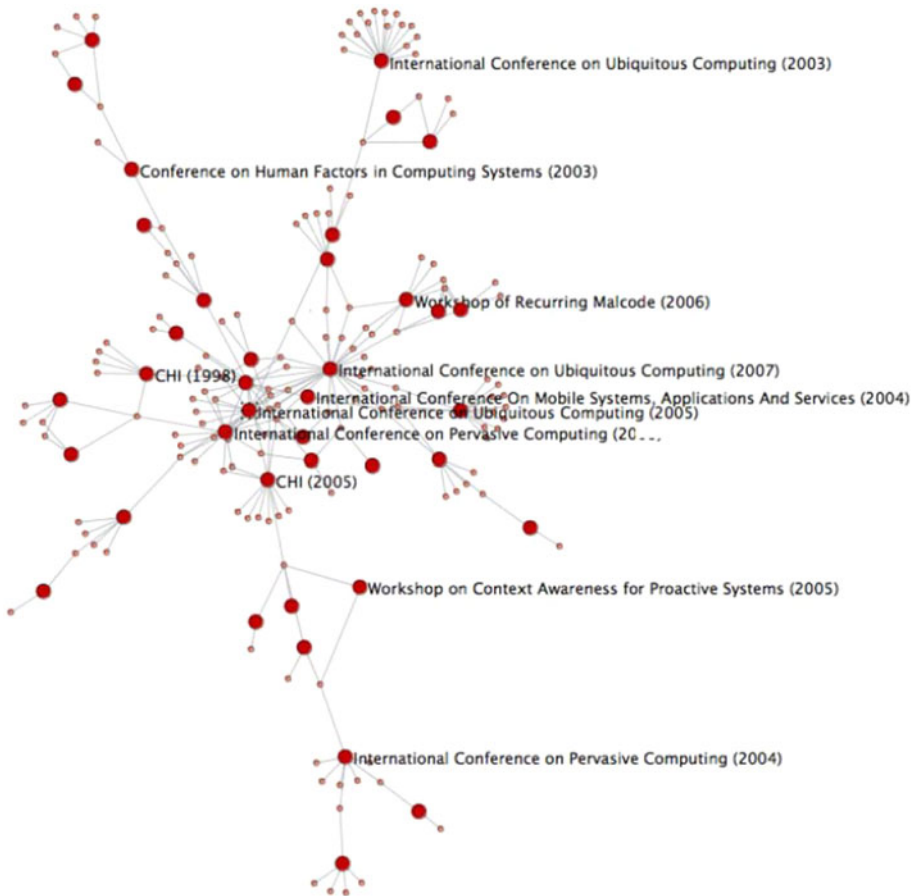 International Conference on Ubiquitous Computing (2003)
Conference on Human Factors in Computing Systems (2003)
Workshop of Recurring Malcode (2006)
International Conference on Ubiquitous Computing (2007)
CHI (1998)
International Conference On Mobile Systems, Applications And Services (2004)
International Conference on Ubiquitous Computing (2005)
International Conference on Pervasive Computing
CHI (2005)
Workshop on Context Awareness for Proactive Systems (2005)
International Conference on Pervasive Computing (2004)